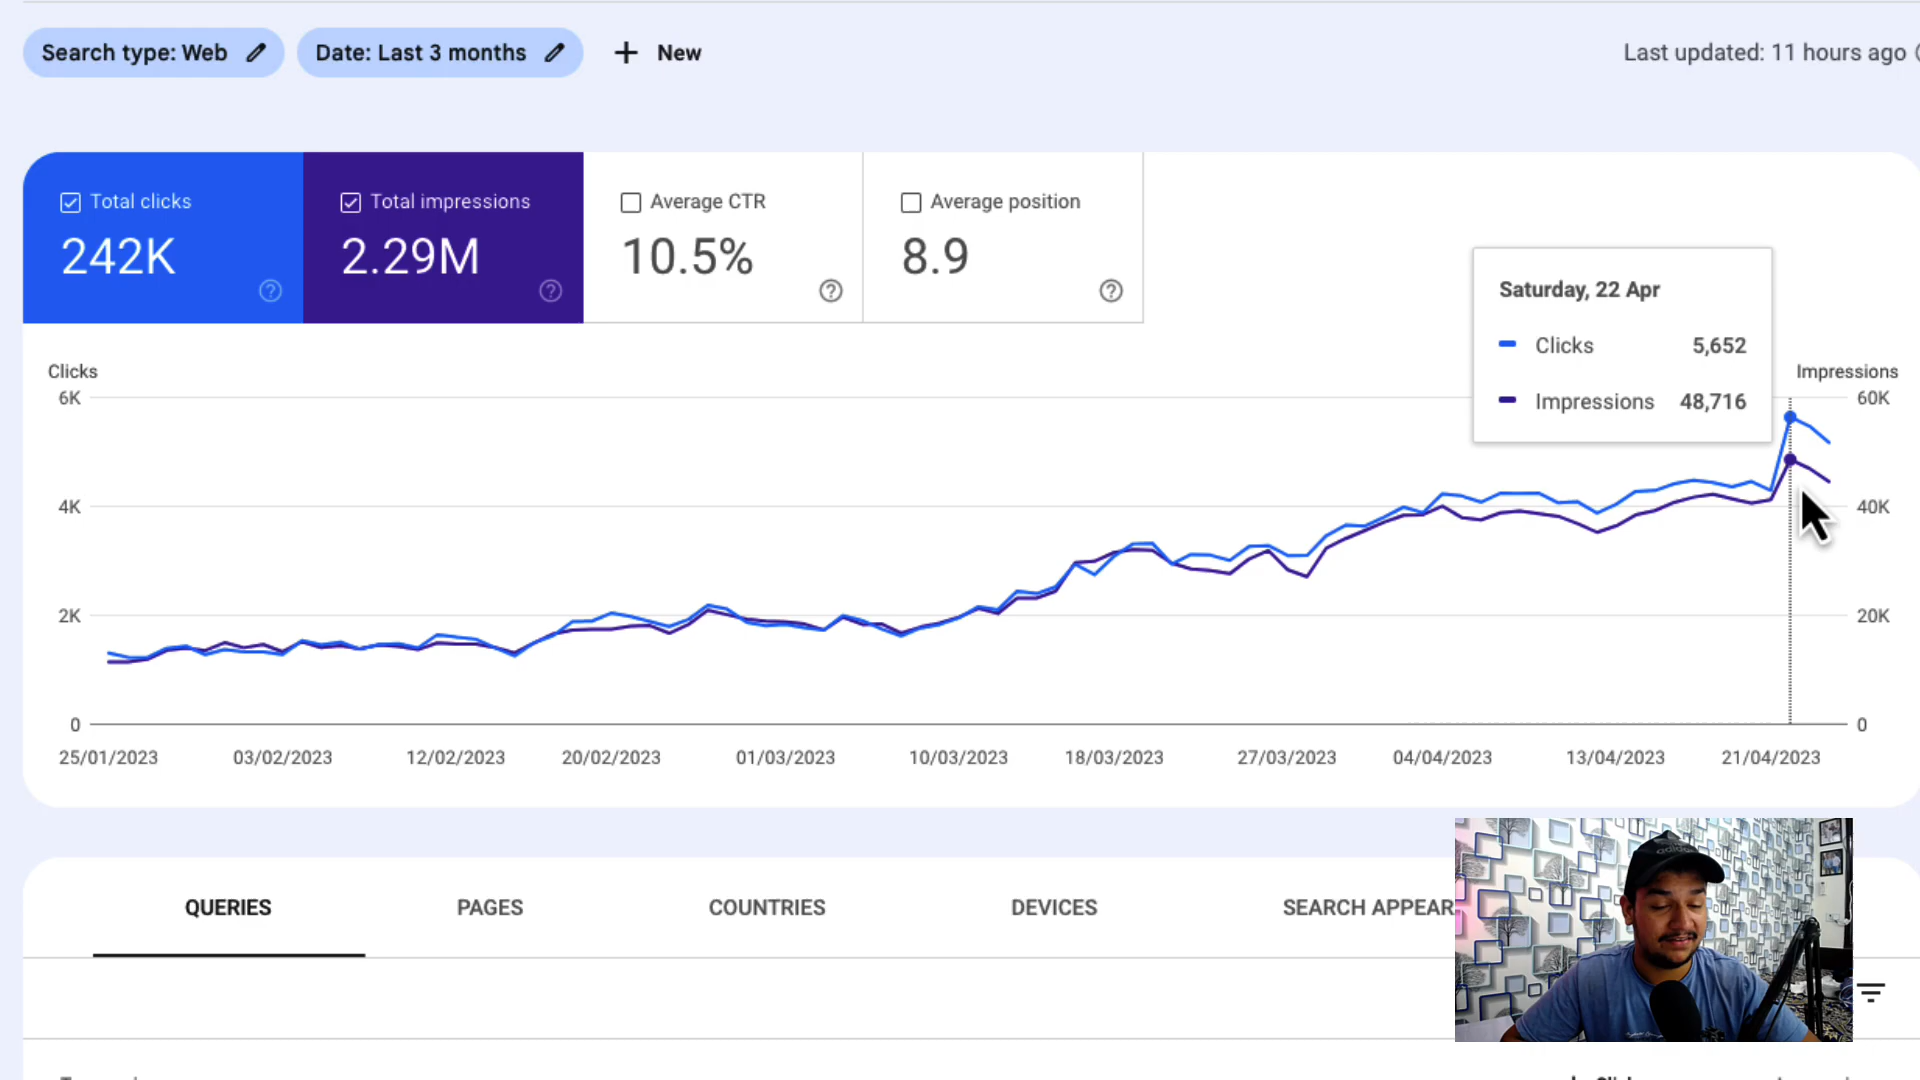 Search type: Web
Date: Last 3 months
+ New
Last updated: 11 hours ago
Total clicks
242K
Total impressions
2.29M
Average CTR
10.5%
Average position
8.9
Saturday, 22 Apr
Clicks 5,652
Impressions 48,716
Clicks
Impressions
6K
60K
4K
40K
2K
20K
0
0
25/01/2023 03/02/2023 12/02/2023 20/02/2023 01/03/2023 10/03/2023 18/03/2023 27/03/2023 04/04/2023 13/04/2023 21/04/2023
QUERIES PAGES COUNTRIES DEVICES SEARCH APPEAR
adidas